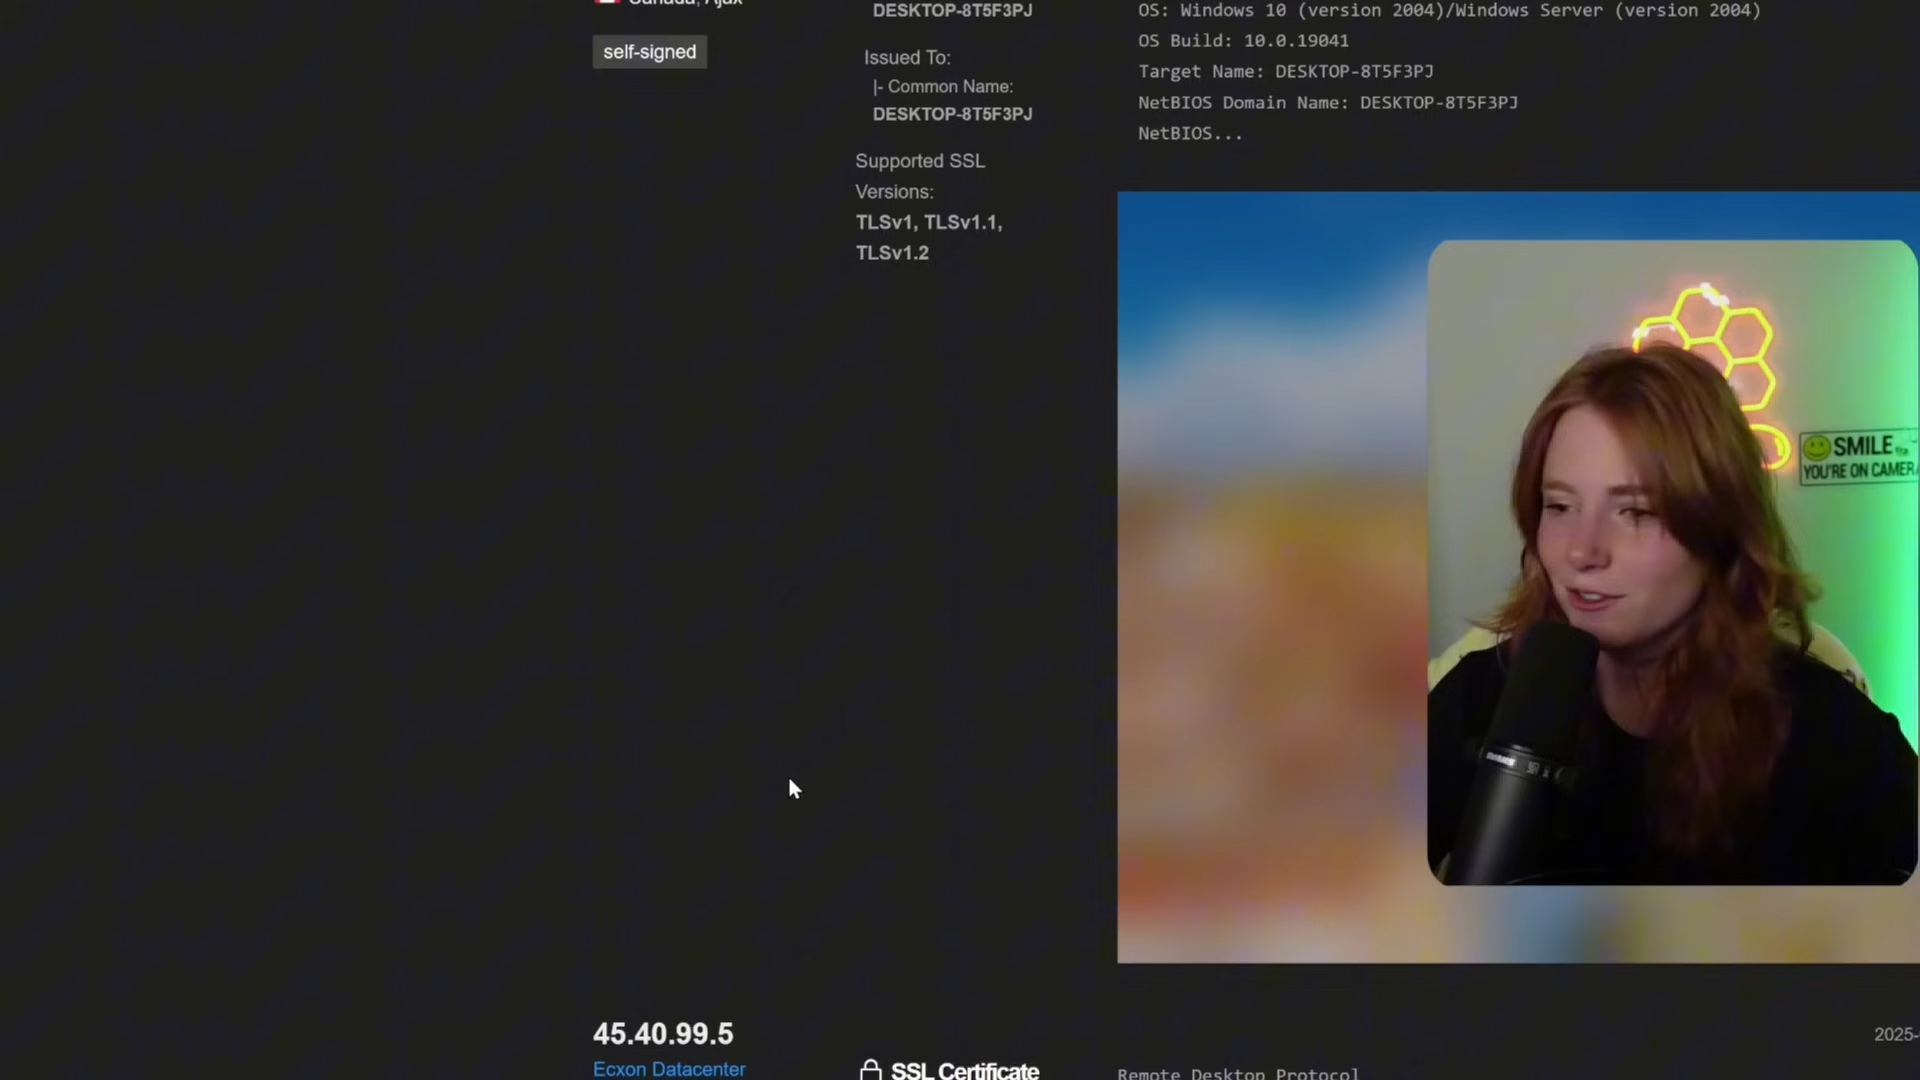 Canada, Ajax
self-signed
DESKTOP-8T5F3PJ
Issued To:
|- Common Name:
DESKTOP-8T5F3PJ
Supported SSL
Versions:
TLSv1, TLSv1.1,
TLSv1.2
OS: Windows 10 (version 2004)/Windows Server (version 2004)
OS Build: 10.0.19041
Target Name: DESKTOP-8T5F3PJ
NetBIOS Domain Name: DESKTOP-8T5F3PJ
NetBIOS...
SMILE
YOU'RE ON CAMERA
45.40.99.5
Ecxon Datacenter
SSL Certificate
2025-
Remote Desktop Protocol